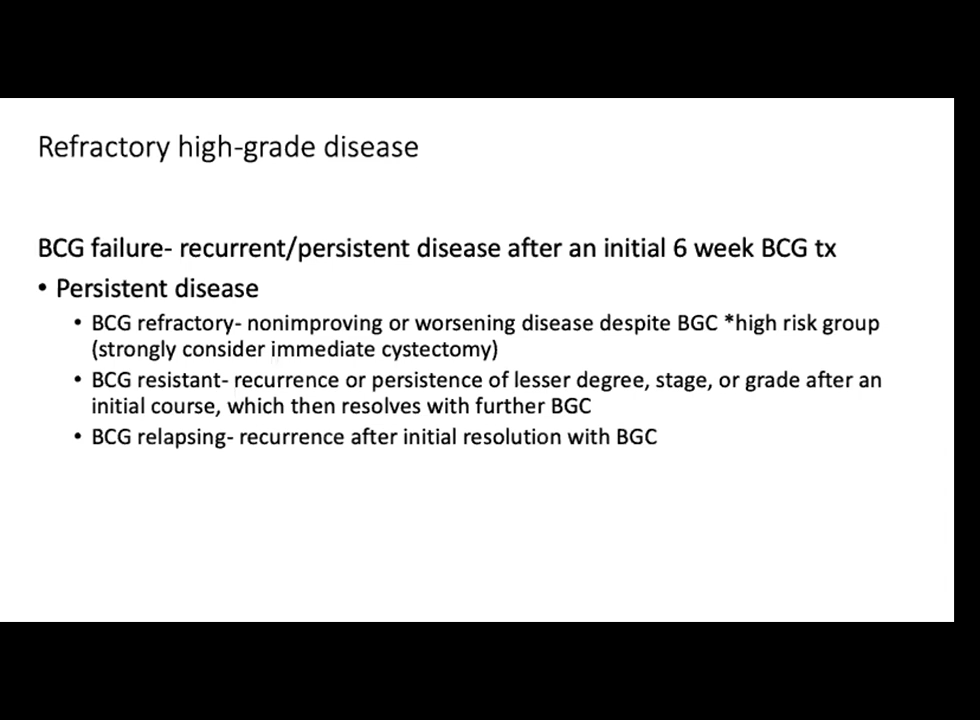 Refractory high-grade disease
BCG failure- recurrent/persistent disease after an initial 6 week BCG tx
• Persistent disease
• BCG refractory- nonimproving or worsening disease despite BGC *high risk group
(strongly consider immediate cystectomy)
• BCG resistant- recurrence or persistence of lesser degree, stage, or grade after an
initial course, which then resolves with further BGC
• BCG relapsing- recurrence after initial resolution with BGC